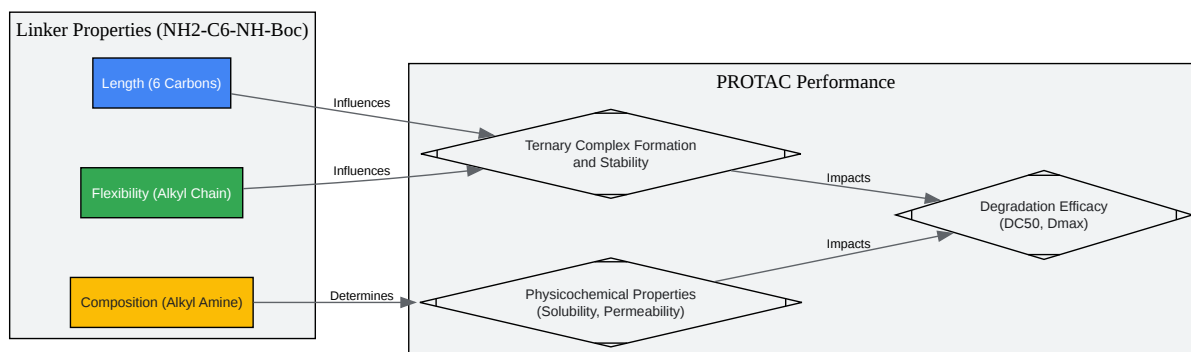 Linker Properties (NH2-C6-NH-Boc)
Length (6 Carbons)
Flexibility (Alkyl Chain)
Composition (Alkyl Amine)
Influences
Influences
Determines
PROTAC Performance
Ternary Complex Formation
and Stability
Physicochemical Properties
(Solubility, Permeability)
Impacts
Impacts
Degradation Efficacy
(DC50, Dmax)